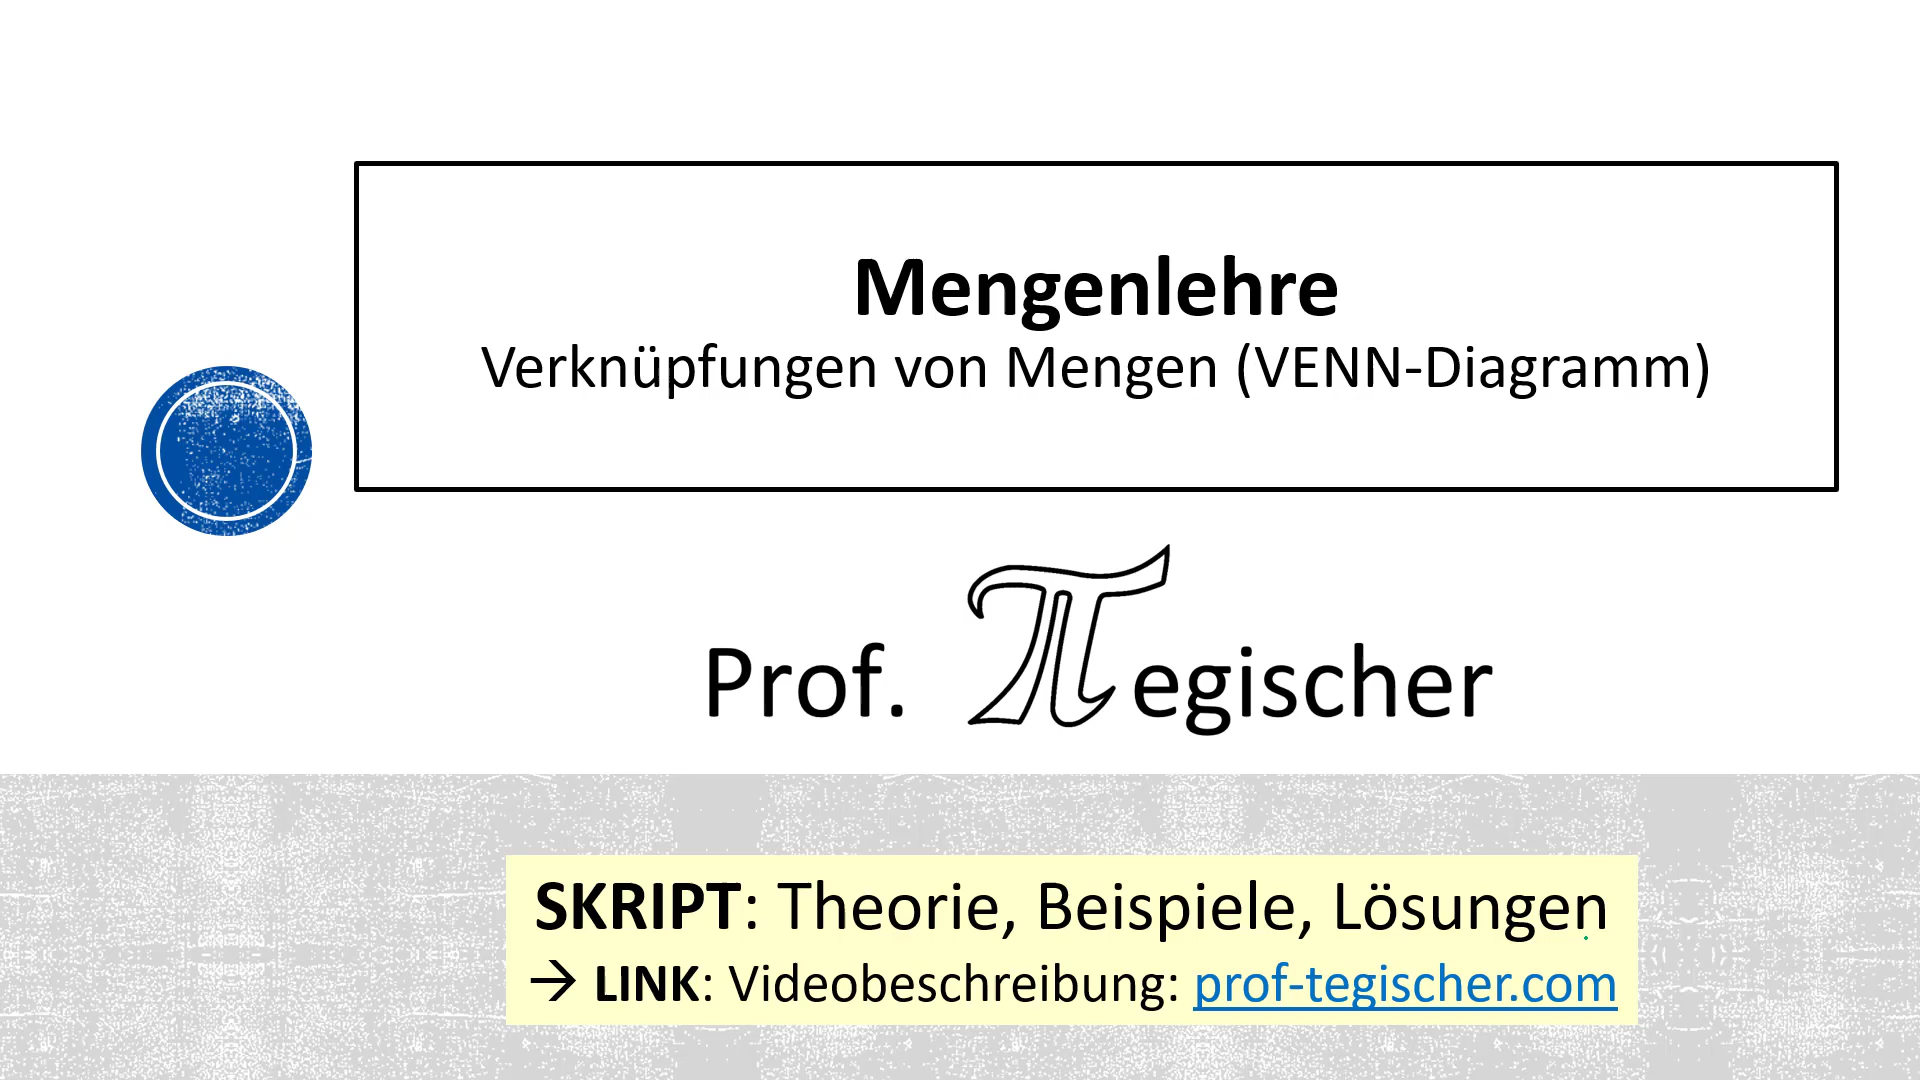 Mengenlehre
Verknüpfungen von Mengen (VENN-Diagramm)
Prof. πegischer
SKRIPT: Theorie, Beispiele, Lösungen
→ LINK: Videobeschreibung: prof-tegischer.com